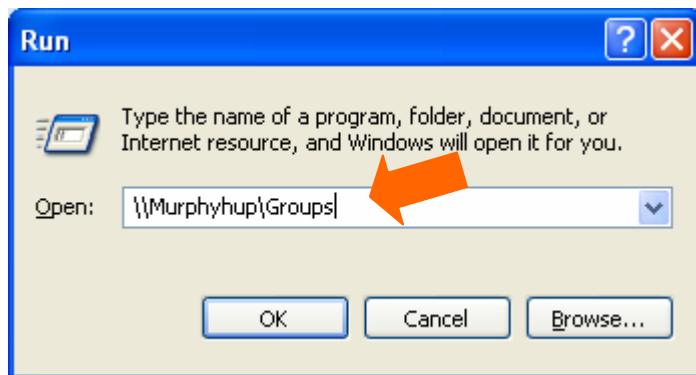 Run
Type the name of a program, folder, document, or
Internet resource, and Windows will open it for you.
Open: \\Murphyhup\Groups
OK Cancel Browse...